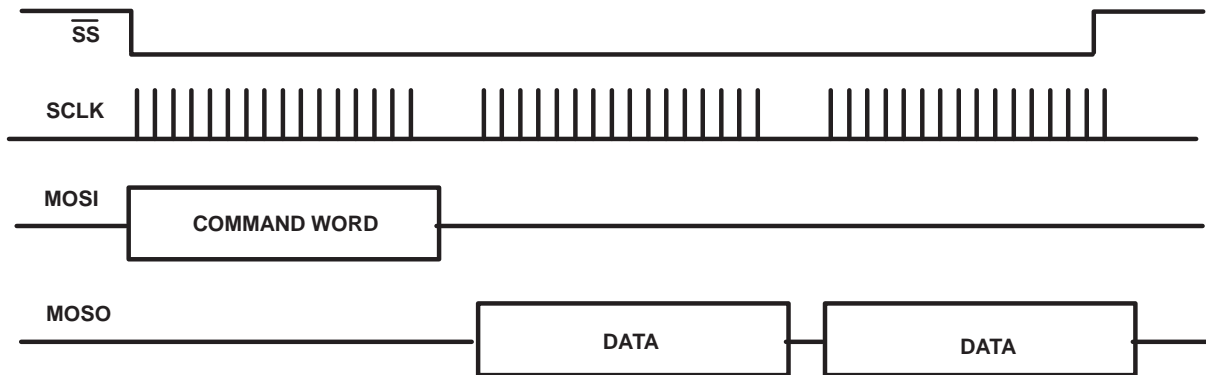 SS
SCLK
MOSI
COMMAND WORD
MOSO
DATA
DATA